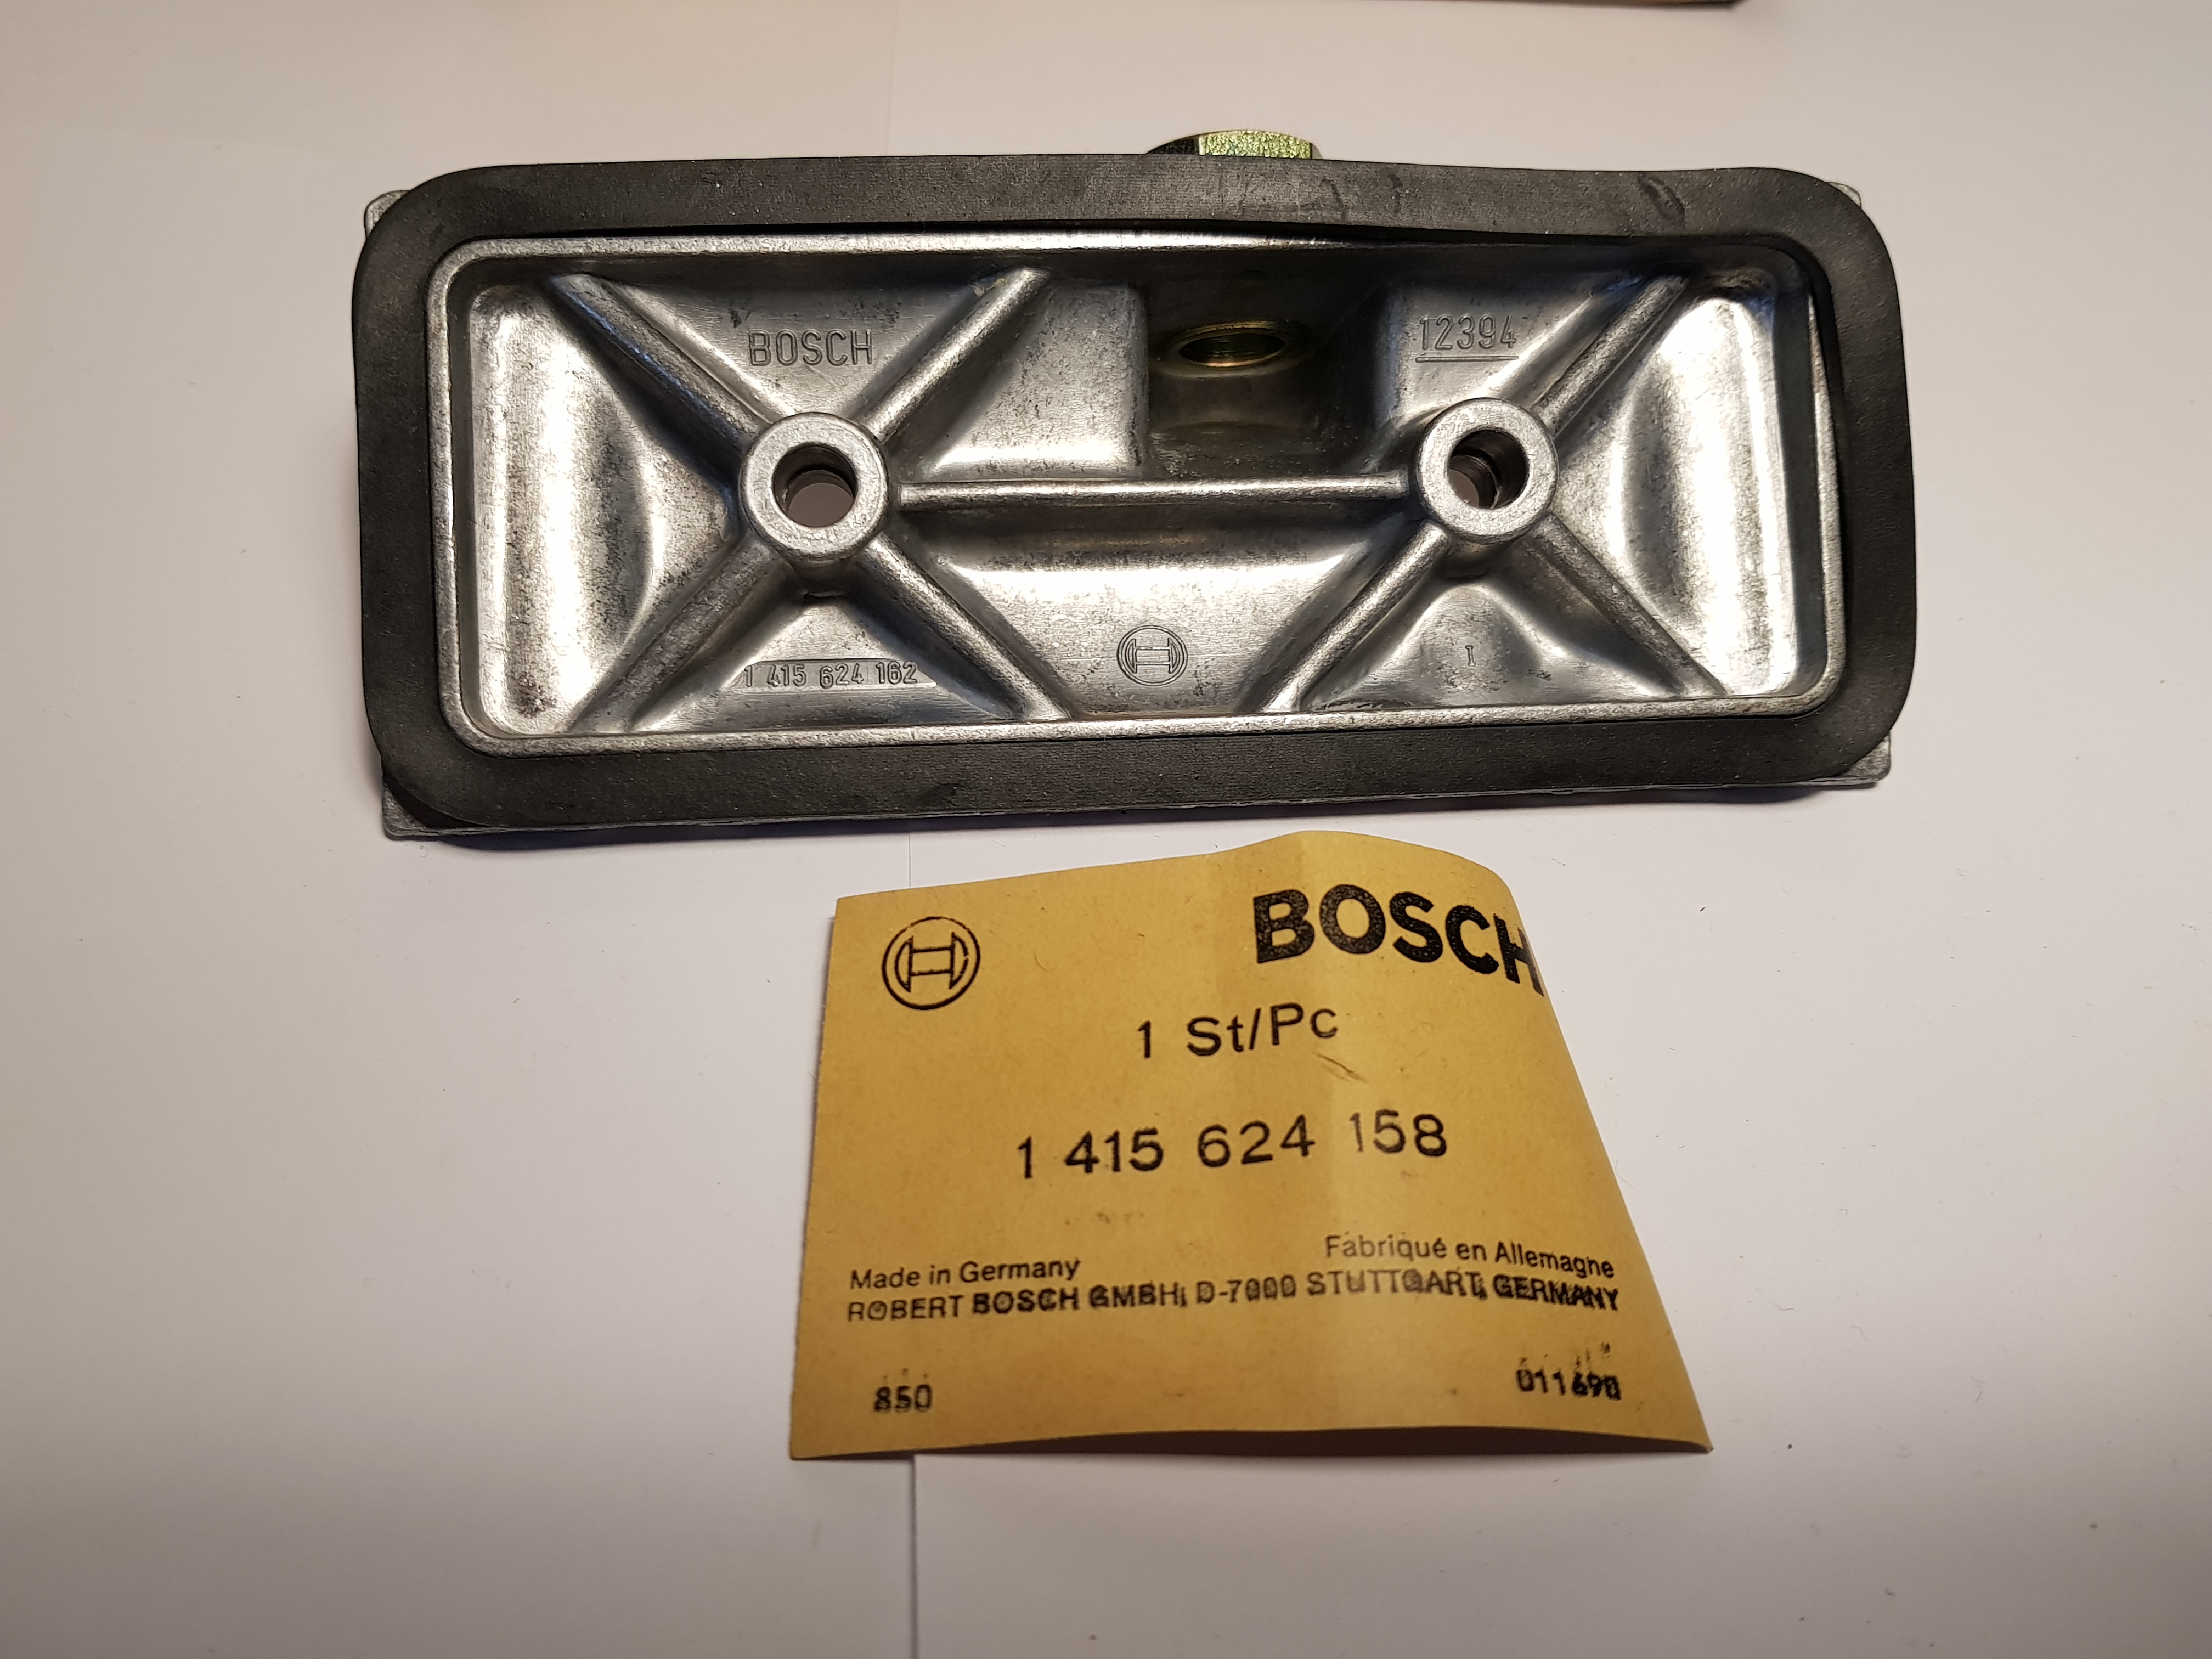 BOSCH
12394
1 415 624 162
I
BOSCH
1 St/Pc
1 415 624 158
Made in Germany
Fabriqué en Allemagne
ROBERT BOSCH GMBH, D-7000 STUTTGART, GERMANY
850